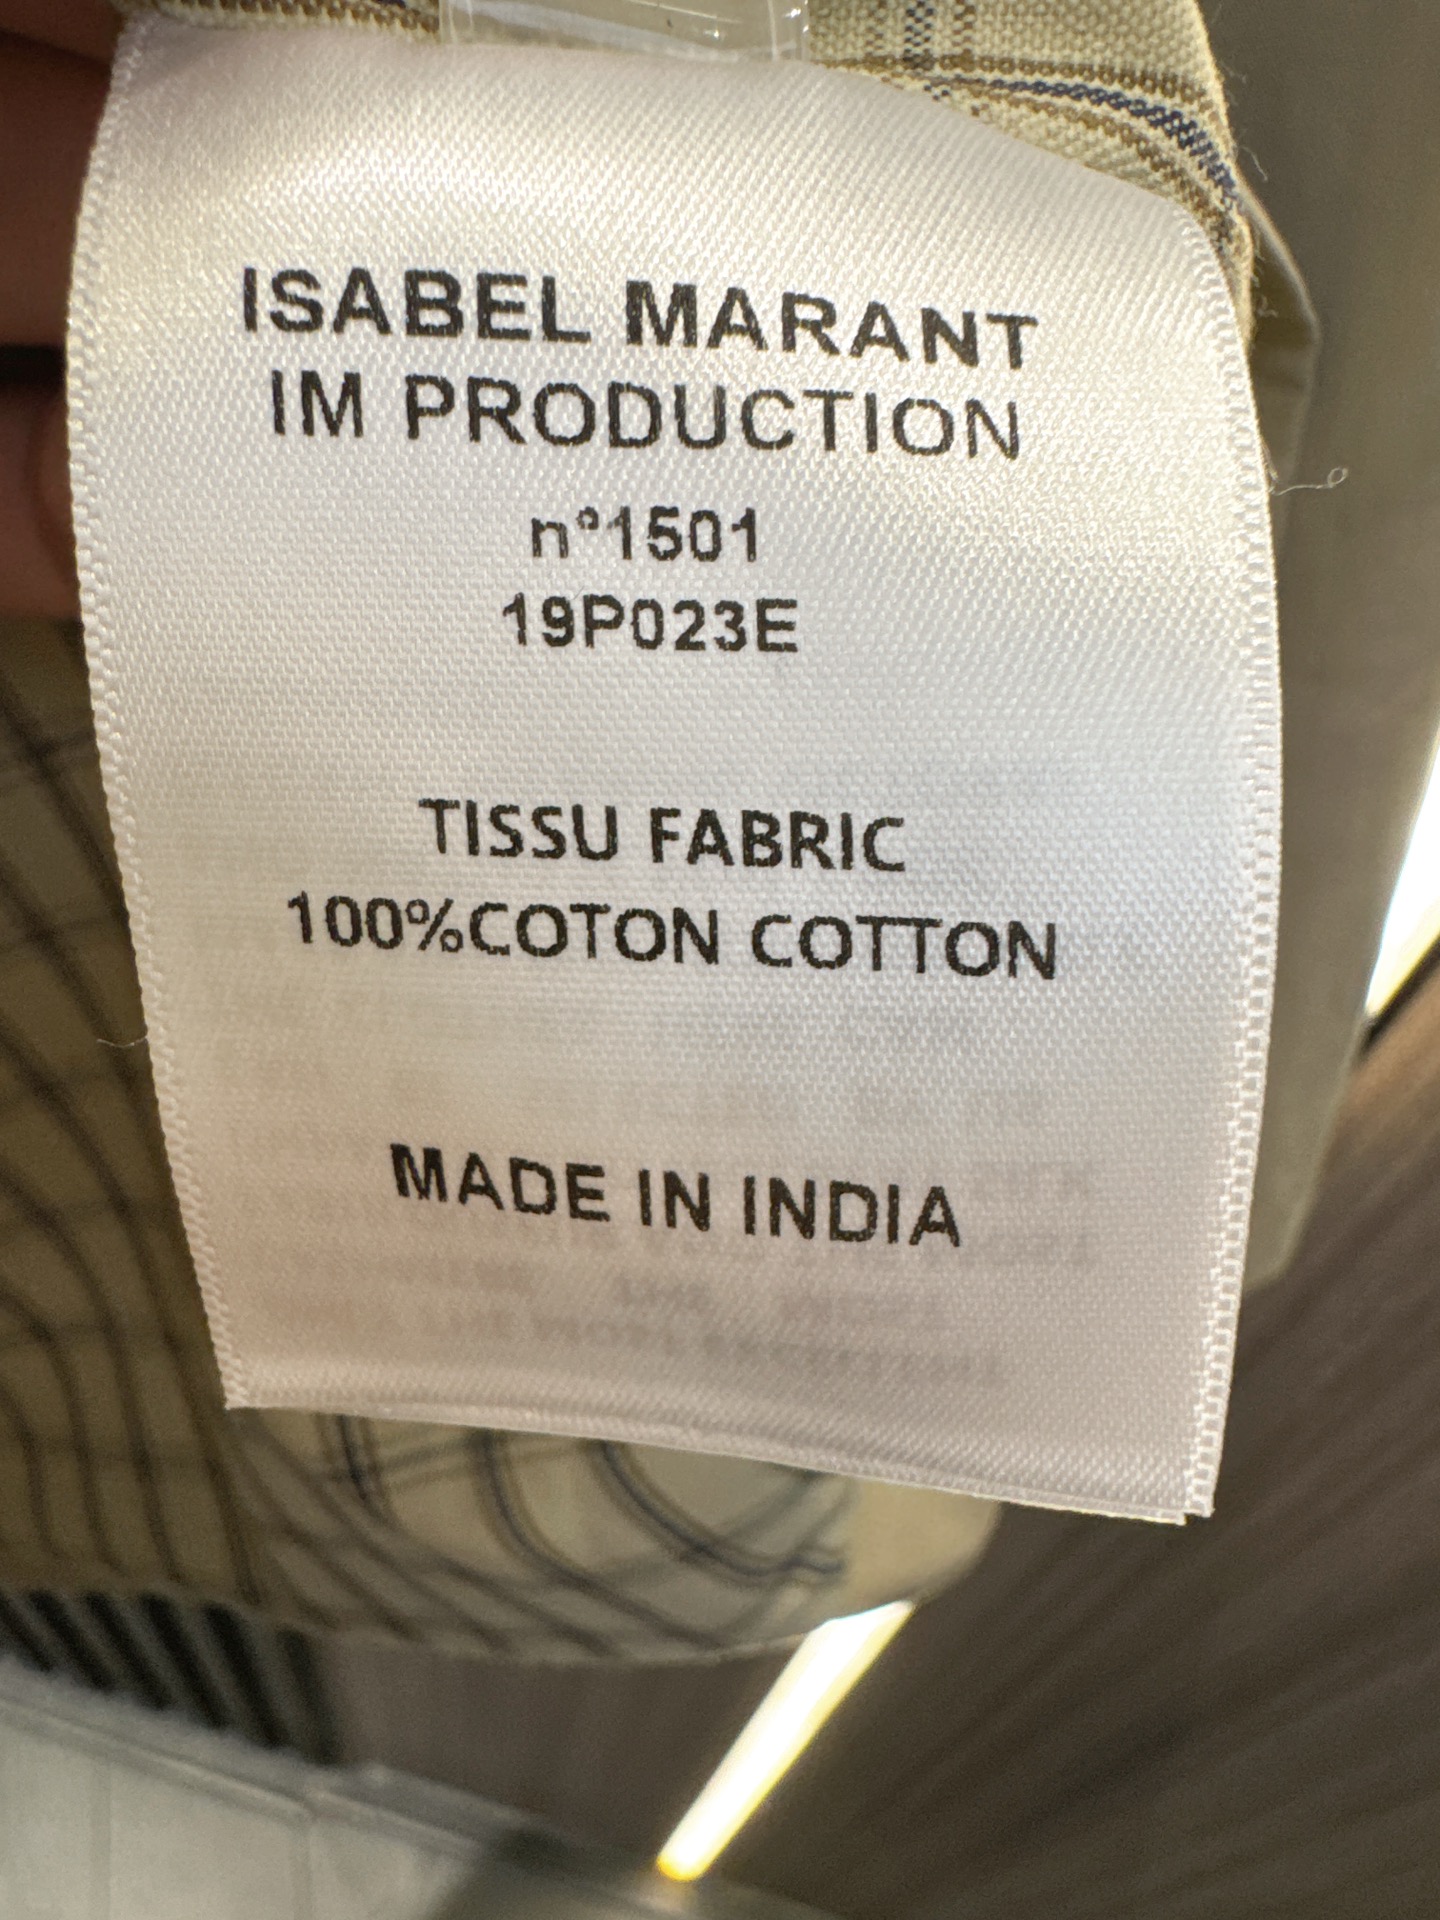 ISABEL MARANT
IM PRODUCTION
n°1501
19P023E
TISSU FABRIC
100%COTON COTTON
MADE IN INDIA